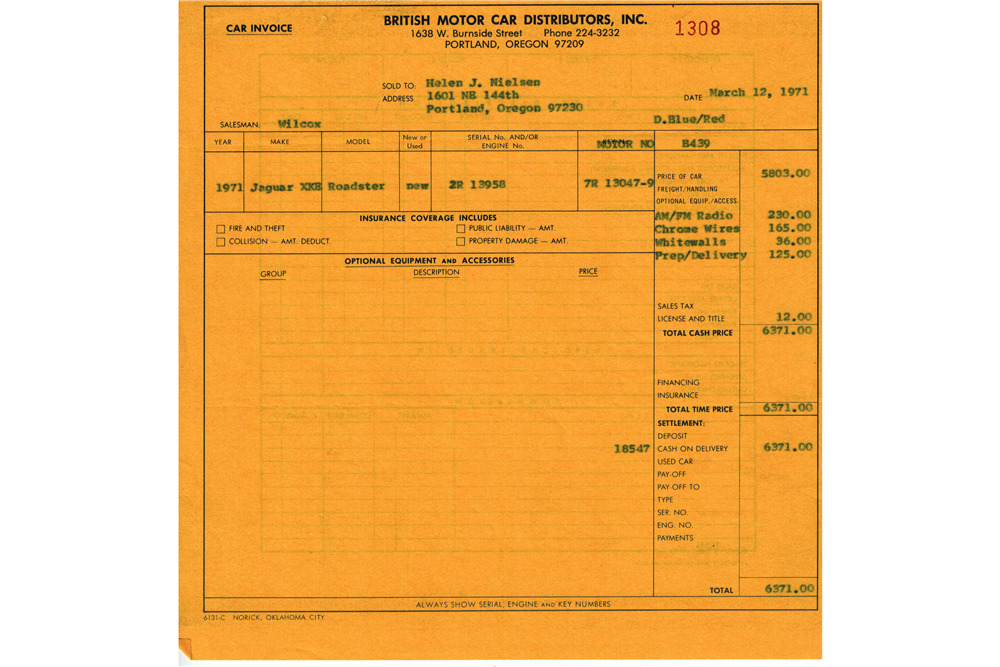 CAR INVOICE
BRITISH MOTOR CAR DISTRIBUTORS, INC.
1638 W. Burnside Street Phone 224-3232
PORTLAND, OREGON 97209
1308
SOLD TO: Helen J. Nielsen
ADDRESS 1601 NE 144th
Portland, Oregon 97230
DATE March 12, 1971
SALESMAN: Wilcox
D.Blue/Red
YEAR MAKE MODEL New or Used SERIAL No. AND/OR ENGINE No. MOTOR NO B439
1971 Jaguar XKE Roadster new 2R 13958 7R 13047-9
PRICE OF CAR 5803.00
FREIGHT/HANDLING
OPTIONAL EQUIP./ACCESS.
INSURANCE COVERAGE INCLUDES
FIRE AND THEFT PUBLIC LIABILITY — AMT.
COLLISION — AMT. DEDUCT. PROPERTY DAMAGE — AMT.
AM/FM Radio 230.00
Chrome Wires 165.00
Whitewalls 36.00
Prep/Delivery 125.00
OPTIONAL EQUIPMENT AND ACCESSORIES
GROUP DESCRIPTION PRICE
SALES TAX
LICENSE AND TITLE 12.00
TOTAL CASH PRICE 6371.00
FINANCING
INSURANCE
TOTAL TIME PRICE 6371.00
SETTLEMENT:
DEPOSIT
18547 CASH ON DELIVERY 6371.00
USED CAR
PAY-OFF
PAY-OFF TO
TYPE
SER. NO.
ENG. NO.
PAYMENTS
TOTAL 6371.00
ALWAYS SHOW SERIAL, ENGINE AND KEY NUMBERS
6731-C NORICK, OKLAHOMA CITY